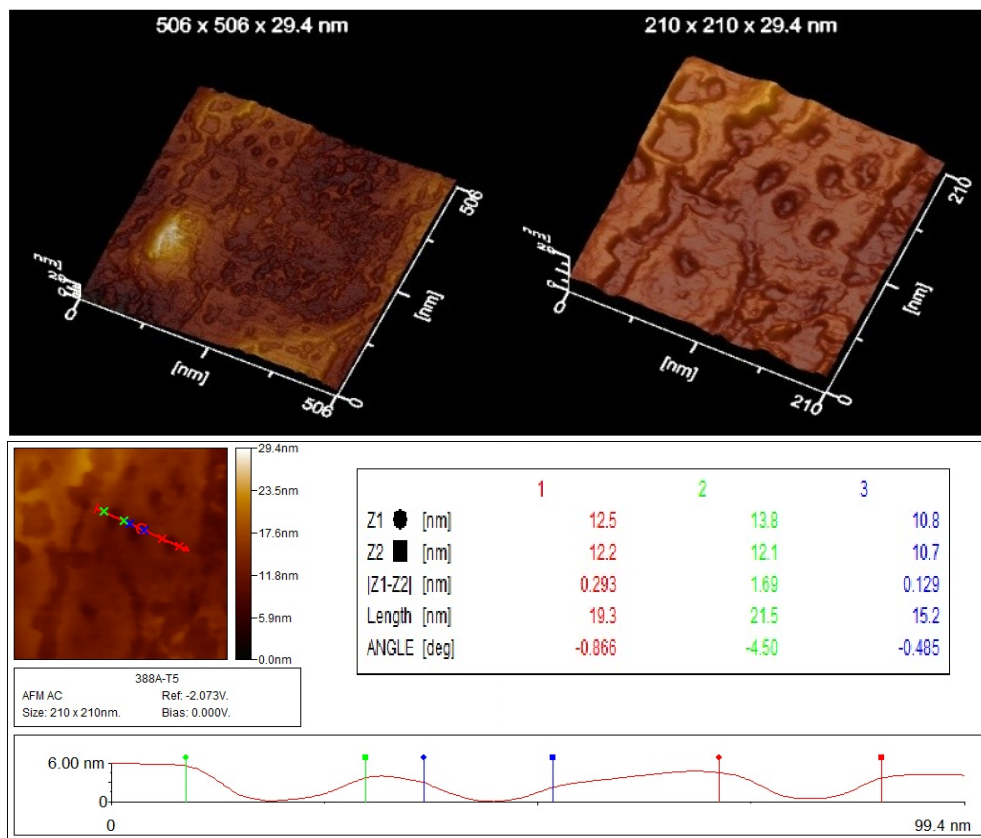 506 x 506 x 29.4 nm
210 x 210 x 29.4 nm
506
0
[nm]
[nm]
506
0
210
0
[nm]
[nm]
210
0
29.4nm
23.5nm
17.6nm
11.8nm
5.9nm
0.0nm
1 2 3
Z1 [nm] 12.5 13.8 10.8
Z2 [nm] 12.2 12.1 10.7
|Z1-Z2| [nm] 0.293 1.69 0.129
Length [nm] 19.3 21.5 15.2
ANGLE [deg] -0.866 -4.50 -0.485
388A-T5
AFM AC Ref: -2.073V.
Size: 210 x 210nm. Bias: 0.000V.
6.00 nm
0
0 99.4 nm